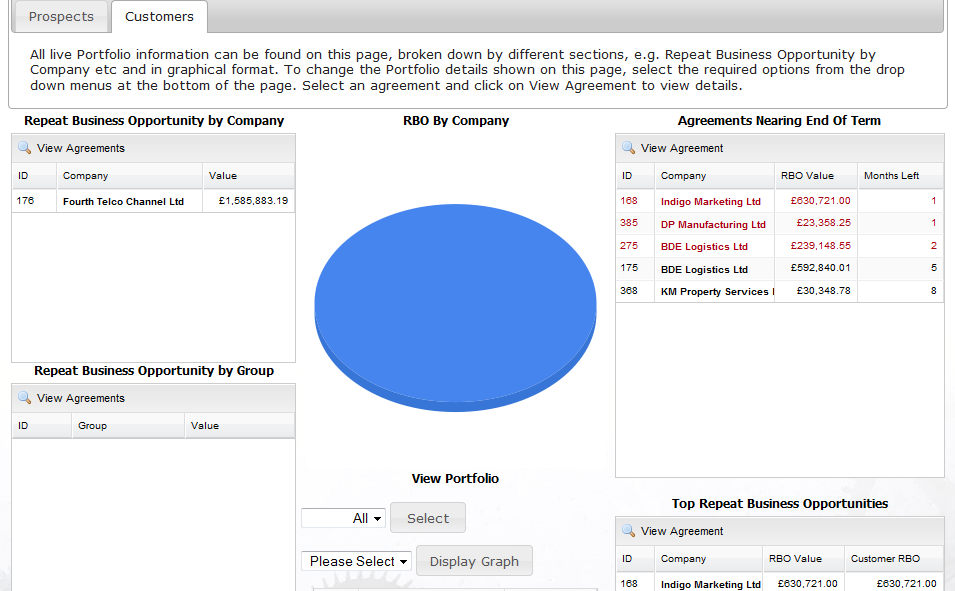 Prospects
Customers
All live Portfolio information can be found on this page, broken down by different sections, e.g. Repeat Business Opportunity by
Company etc and in graphical format. To change the Portfolio details shown on this page, select the required options from the drop
down menus at the bottom of the page. Select an agreement and click on View Agreement to view details.
Repeat Business Opportunity by Company
View Agreements
ID Company Value
176 Fourth Telco Channel Ltd £1,585,883.19
Repeat Business Opportunity by Group
View Agreements
ID Group Value
RBO By Company
View Portfolio
All Select
Please Select Display Graph
Agreements Nearing End Of Term
View Agreement
ID Company RBO Value Months Left
168 Indigo Marketing Ltd £630,721.00 1
385 DP Manufacturing Ltd £23,358.25 1
275 BDE Logistics Ltd £239,148.55 2
175 BDE Logistics Ltd £592,840.01 5
368 KM Property Services £30,348.78 8
Top Repeat Business Opportunities
View Agreement
ID Company RBO Value Customer RBO
168 Indigo Marketing Ltd £630,721.00 £630,721.00